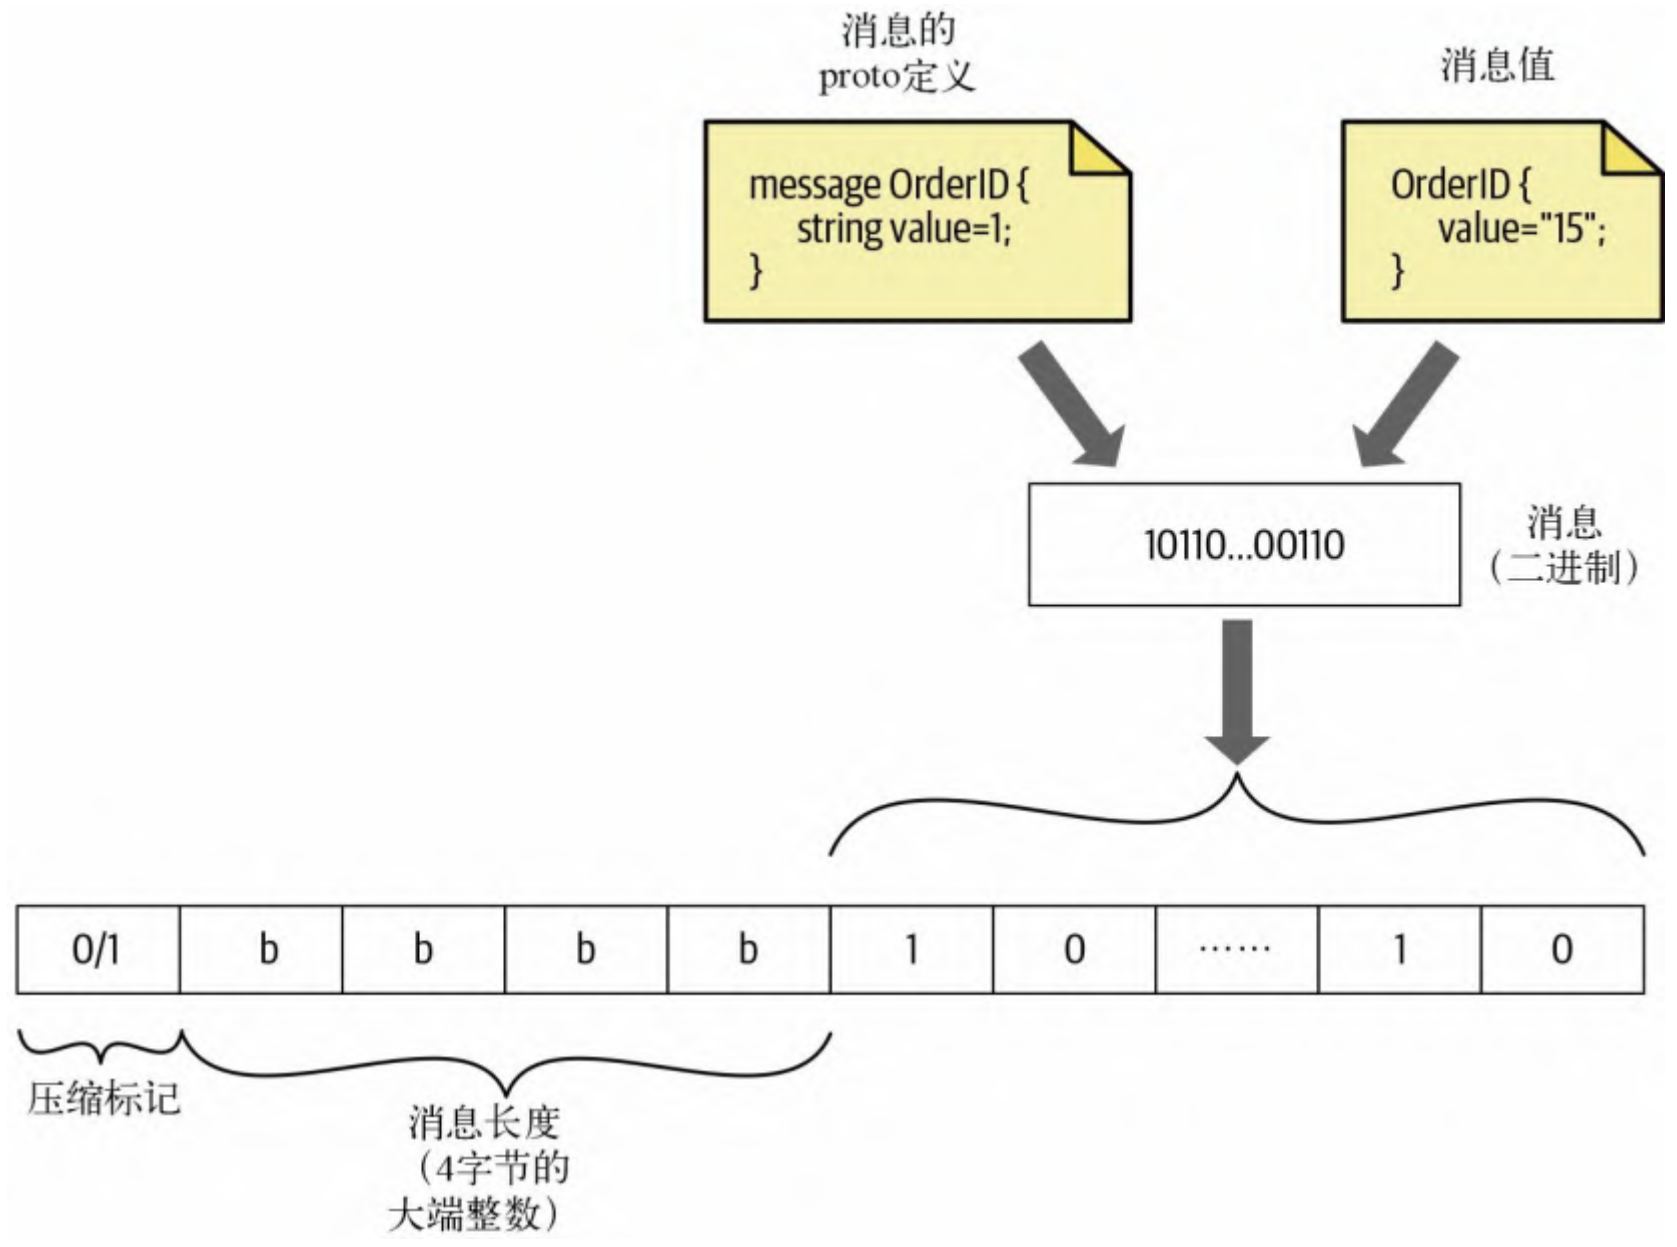 消息的
proto定义
消息值
message OrderID {
string value=1;
}
OrderID {
value="15";
}
10110...00110
消息
（二进制）
0/1 b b b b 1 0 …… 1 0
压缩标记
消息长度
（4字节的
大端整数）